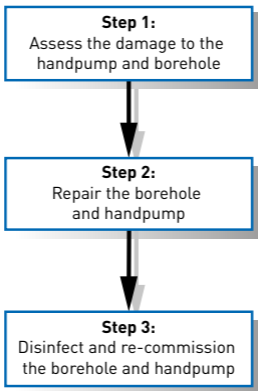 Step 1:
Assess the damage to the
handpump and borehole
Step 2:
Repair the borehole
and handpump
Step 3:
Disinfect and re-commission
the borehole and handpump